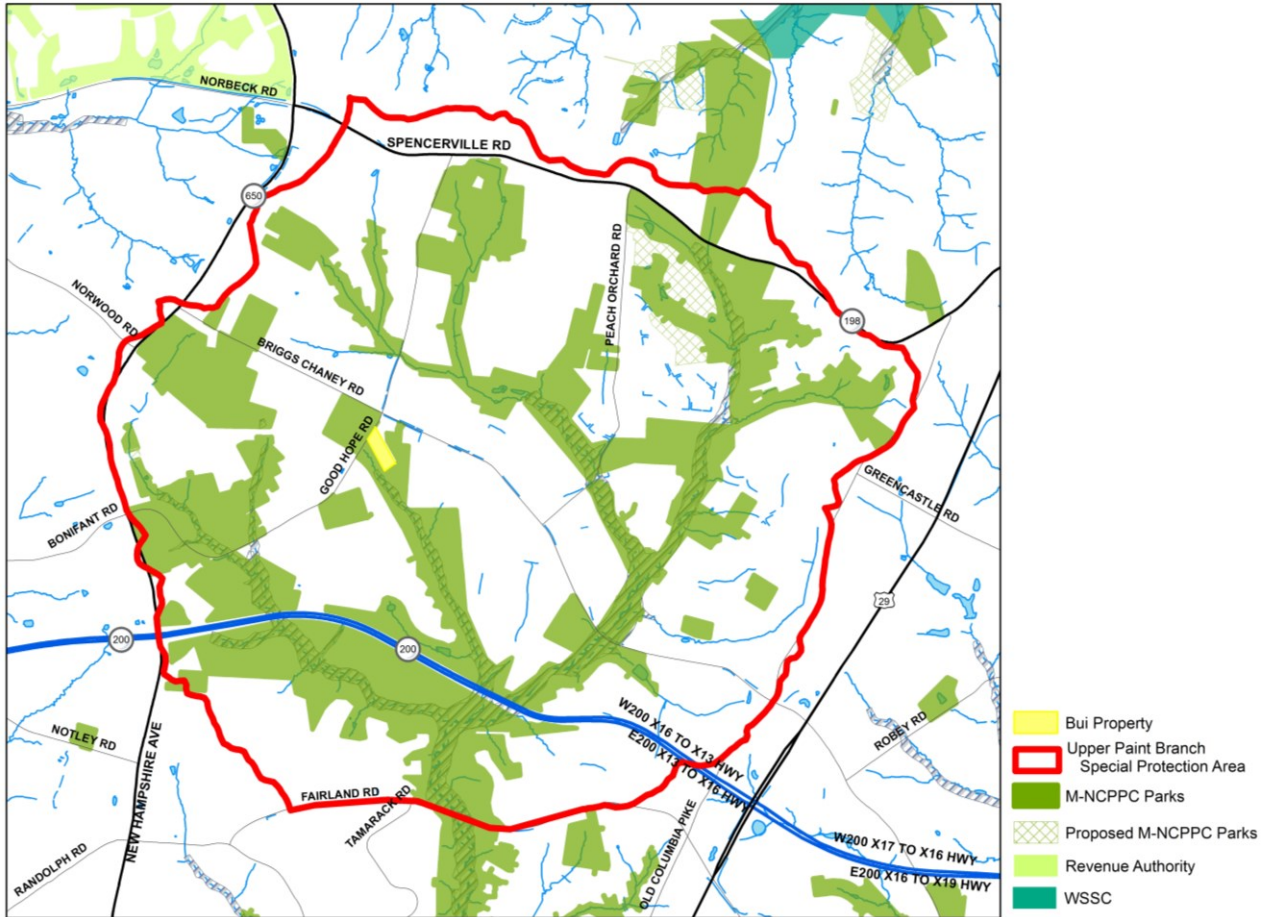 NORBECK RD
SPENCERVILLE RD
650
PEACH ORCHARD RD
NORWOOD RD
198
BRIGGS CHANEY RD
GOOD HOPE RD
GREENCASTLE RD
BONIFANT RD
29
200
200
W200 X16 TO X13 HWY
E200 X13 TO X16 HWY
ROBEY RD
NOTLEY RD
NEW HAMPSHIRE AVE
FAIRLAND RD
TAMARACK RD
OLD COLUMBIA PIKE
W200 X17 TO X16 HWY
E200 X16 TO X19 HWY
RANDOLPH RD
Bui Property
Upper Paint Branch
Special Protection Area
M-NCPPC Parks
Proposed M-NCPPC Parks
Revenue Authority
WSSC